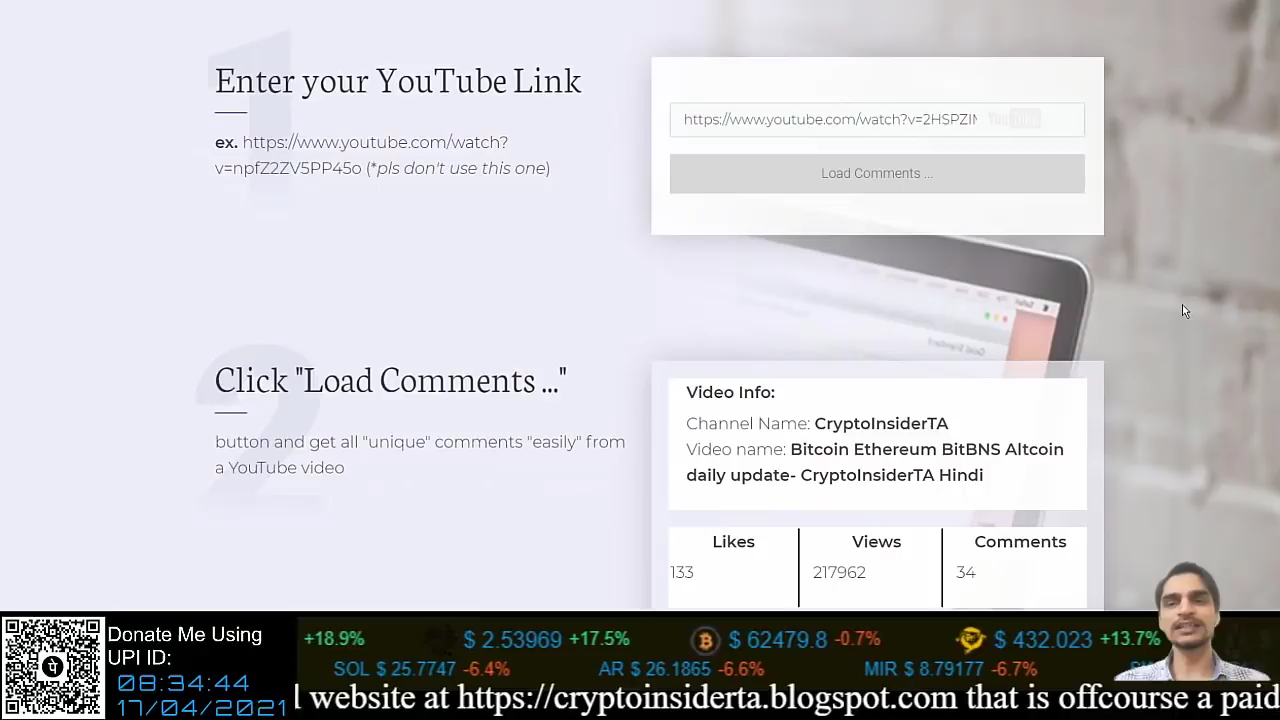 Enter your YouTube Link
ex. https://www.youtube.com/watch?
v=npfZ2ZV5PP45o (*pls don't use this one)
https://www.youtube.com/watch?v=2HSPZIN
YouTube
Load Comments ...
Click "Load Comments ..."
button and get all "unique" comments "easily" from
a YouTube video
Video Info:
Channel Name: CryptoInsiderTA
Video name: Bitcoin Ethereum BitBNS Altcoin
daily update- CryptoInsiderTA Hindi
Likes Views Comments
133 217962 34
Donate Me Using
UPI ID:
08:34:44
17/04/2021
+18.9% $ 2.53969 +17.5% $ 62479.8 -0.7% $ 432.023 +13.7%
SOL $ 25.7747 -6.4% AR $ 26.1865 -6.6% MIR $ 8.79177 -6.7%
website at https://cryptoinsiderta.blogspot.com that is offcourse a paid